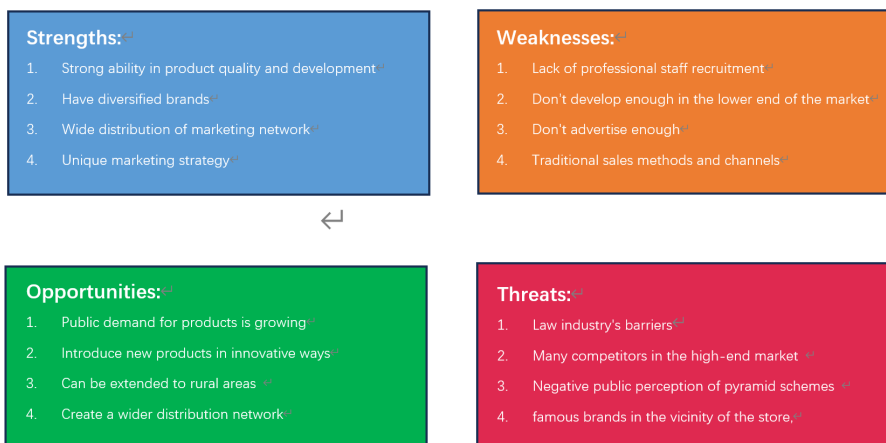 Strengths:
1. Strong ability in product quality and development
2. Have diversified brands
3. Wide distribution of marketing network
4. Unique marketing strategy
Weaknesses:
1. Lack of professional staff recruitment
2. Don't develop enough in the lower end of the market
3. Don't advertise enough
4. Traditional sales methods and channels
Opportunities:
1. Public demand for products is growing
2. Introduce new products in innovative ways
3. Can be extended to rural areas
4. Create a wider distribution network
Threats:
1. Law industry's barriers
2. Many competitors in the high-end market
3. Negative public perception of pyramid schemes
4. famous brands in the vicinity of the store,